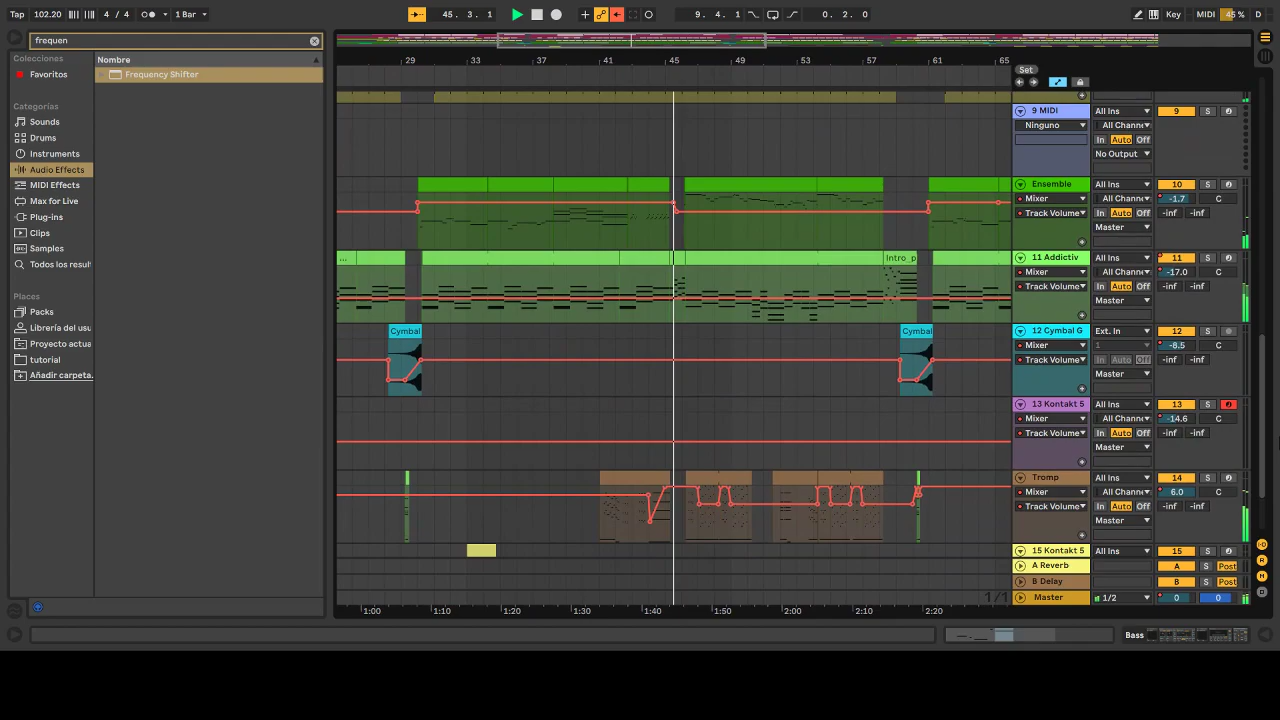 Tap 102.20 4 / 4 1 Bar 45. 3. 1 9. 4. 1 0. 2. 0 Key MIDI 45 % D
frequen
Colecciones
Favoritos
Categorías
Sounds
Drums
Instruments
Audio Effects
MIDI Effects
Max for Live
Plug-ins
Clips
Samples
Todos los resul
Places
Packs
Librería del usu
Proyecto actua
tutorial
Añadir carpeta.
Nombre
Frequency Shifter
29 33 37 41 45 49 53 57 61 65
Set
9 MIDI All Ins 9 S
Ninguno All Channe
In Auto Off
No Output
Ensemble All Ins 10 S
Mixer All Channe -1.7 C
Track Volume In Auto Off -inf -inf
Master
... Intro_p
11 Addictiv All Ins 11 S
Mixer All Channe -17.0 C
Track Volume In Auto Off -inf -inf
Master
Cymbal Cymbal
12 Cymbal G Ext. In 12 S
Mixer 1 -8.5 C
Track Volume In Auto Off -inf -inf
Master
13 Kontakt 5 All Ins 13 S
Mixer All Channe -14.6 C
Track Volume In Auto Off -inf -inf
Master
Tromp All Ins 14 S
Mixer All Channe 6.0 C
Track Volume In Auto Off -inf -inf
Master
15 Kontakt 5 All Ins 15 S
A Reverb A S Post
B Delay B S Post
1/1 Master 1/2 0 0
1:00 1:10 1:20 1:30 1:40 1:50 2:00 2:10 2:20
Bass